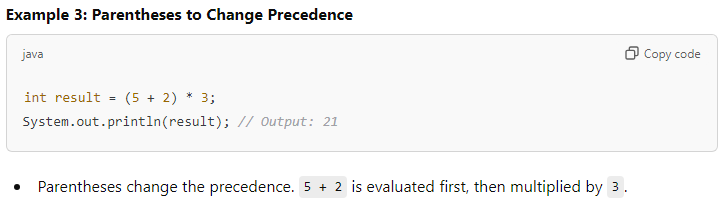 Example 3: Parentheses to Change Precedence
java
Copy code
int result = (5 + 2) * 3;
System.out.println(result); // Output: 21
Parentheses change the precedence. 5 + 2 is evaluated first, then multiplied by 3.